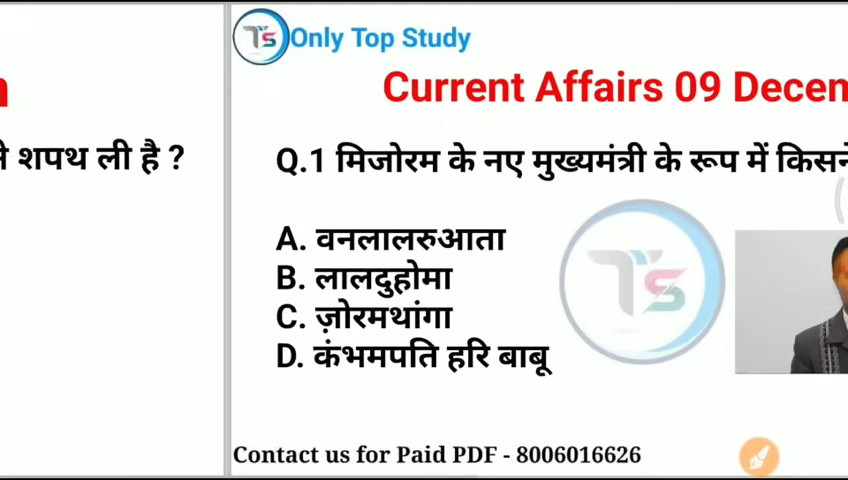 Only Top Study
Current Affairs 09 Decem
ने शपथ ली है ?
Q.1 मिजोरम के नए मुख्यमंत्री के रूप में किसने
A. वनलालरुआता
B. लालदुहोमा
C. ज़ोरमथांगा
D. कंभमपति हरि बाबू
Contact us for Paid PDF - 8006016626